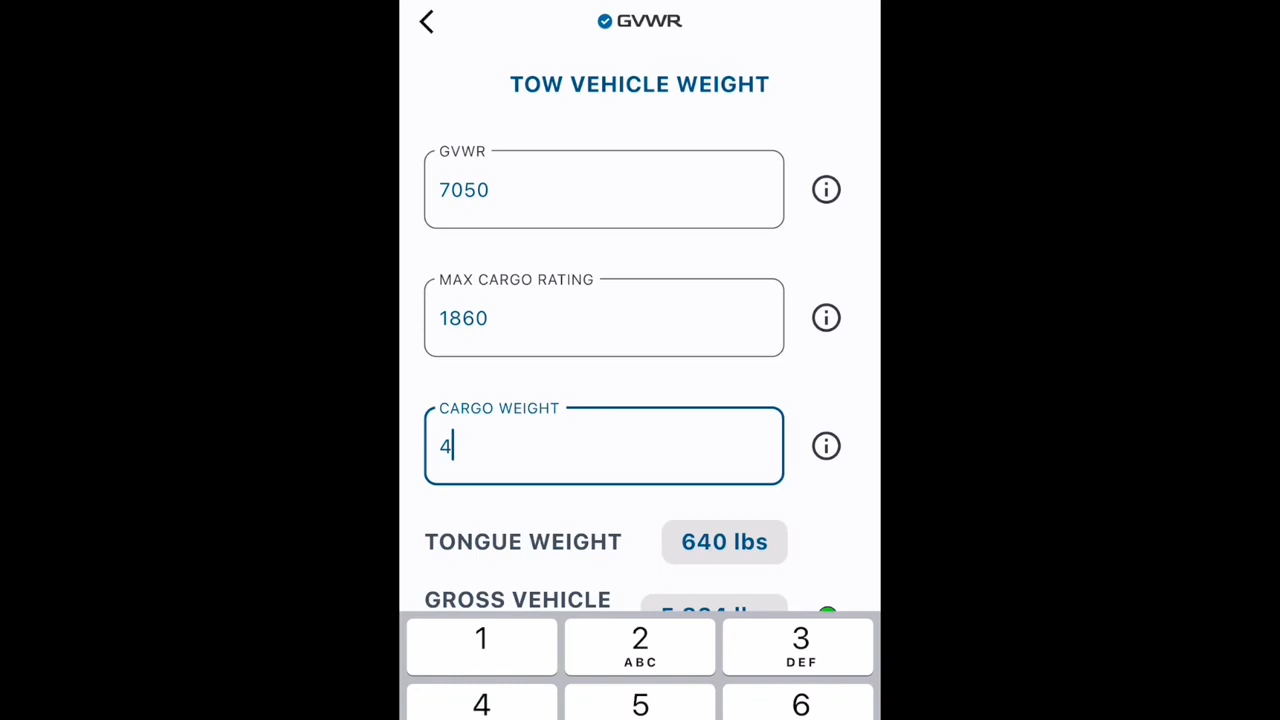 GVWR
TOW VEHICLE WEIGHT
GVWR
7050
MAX CARGO RATING
1860
CARGO WEIGHT
4
TONGUE WEIGHT 640 lbs
GROSS VEHICLE
1 2 3
ABC DEF
4 5 6